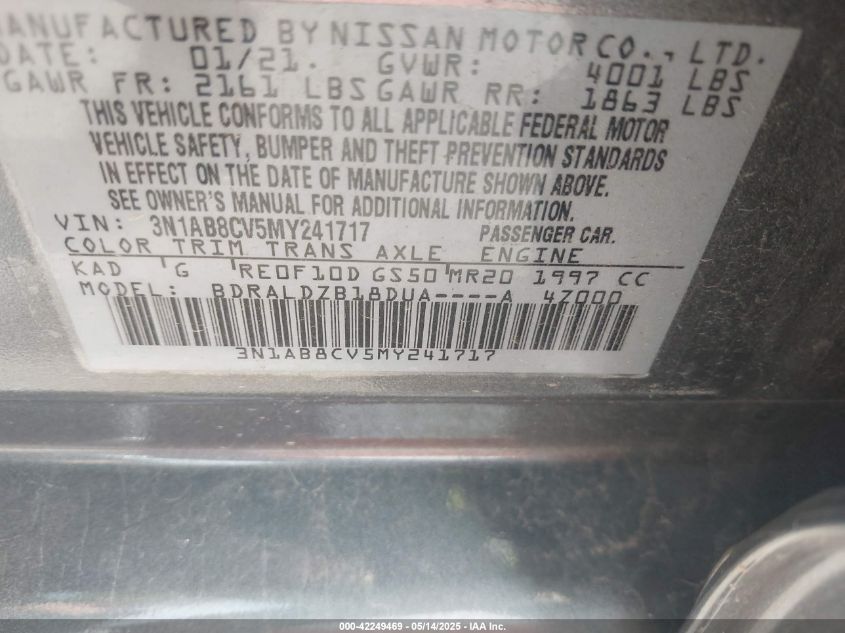 MANUFACTURED BY NISSAN MOTOR CO., LTD.
DATE: 01/21. GVWR: 4001 LBS
GAWR FR: 2161 LBS GAWR RR: 1863 LBS
THIS VEHICLE CONFORMS TO ALL APPLICABLE FEDERAL MOTOR
VEHICLE SAFETY, BUMPER AND THEFT PREVENTION STANDARDS
IN EFFECT ON THE DATE OF MANUFACTURE SHOWN ABOVE.
SEE OWNER'S MANUAL FOR ADDITIONAL INFORMATION.
VIN: 3N1AB8CV5MY241717 PASSENGER CAR.
COLOR TRIM TRANS AXLE ENGINE
KAD G RE0F10D GS50 MR20 1997 CC
MODEL: BDRALDZB18DUA----A 4Z000
3N1AB8CV5MY241717
000-42249469 - 05/14/2025 - IAA Inc.